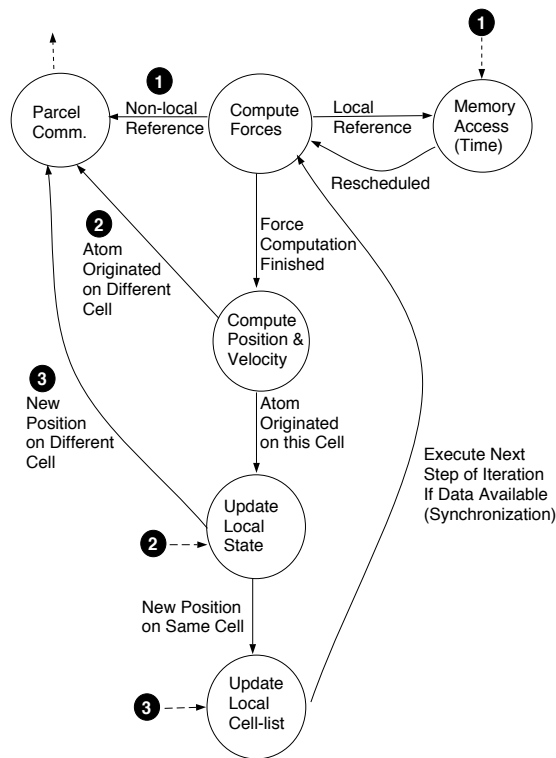 1
1
Parcel
Comm.
Non-local
Reference
Compute
Forces
Local
Reference
Memory
Access
(Time)
Rescheduled
2
Atom
Originated
on Different
Cell
Force
Computation
Finished
Compute
Position &
Velocity
3
New
Position
on Different
Cell
Atom
Originated
on this Cell
Execute Next
Step of Iteration
If Data Available
(Synchronization)
Update
Local
State
2
New Position
on Same Cell
3
Update
Local
Cell-list